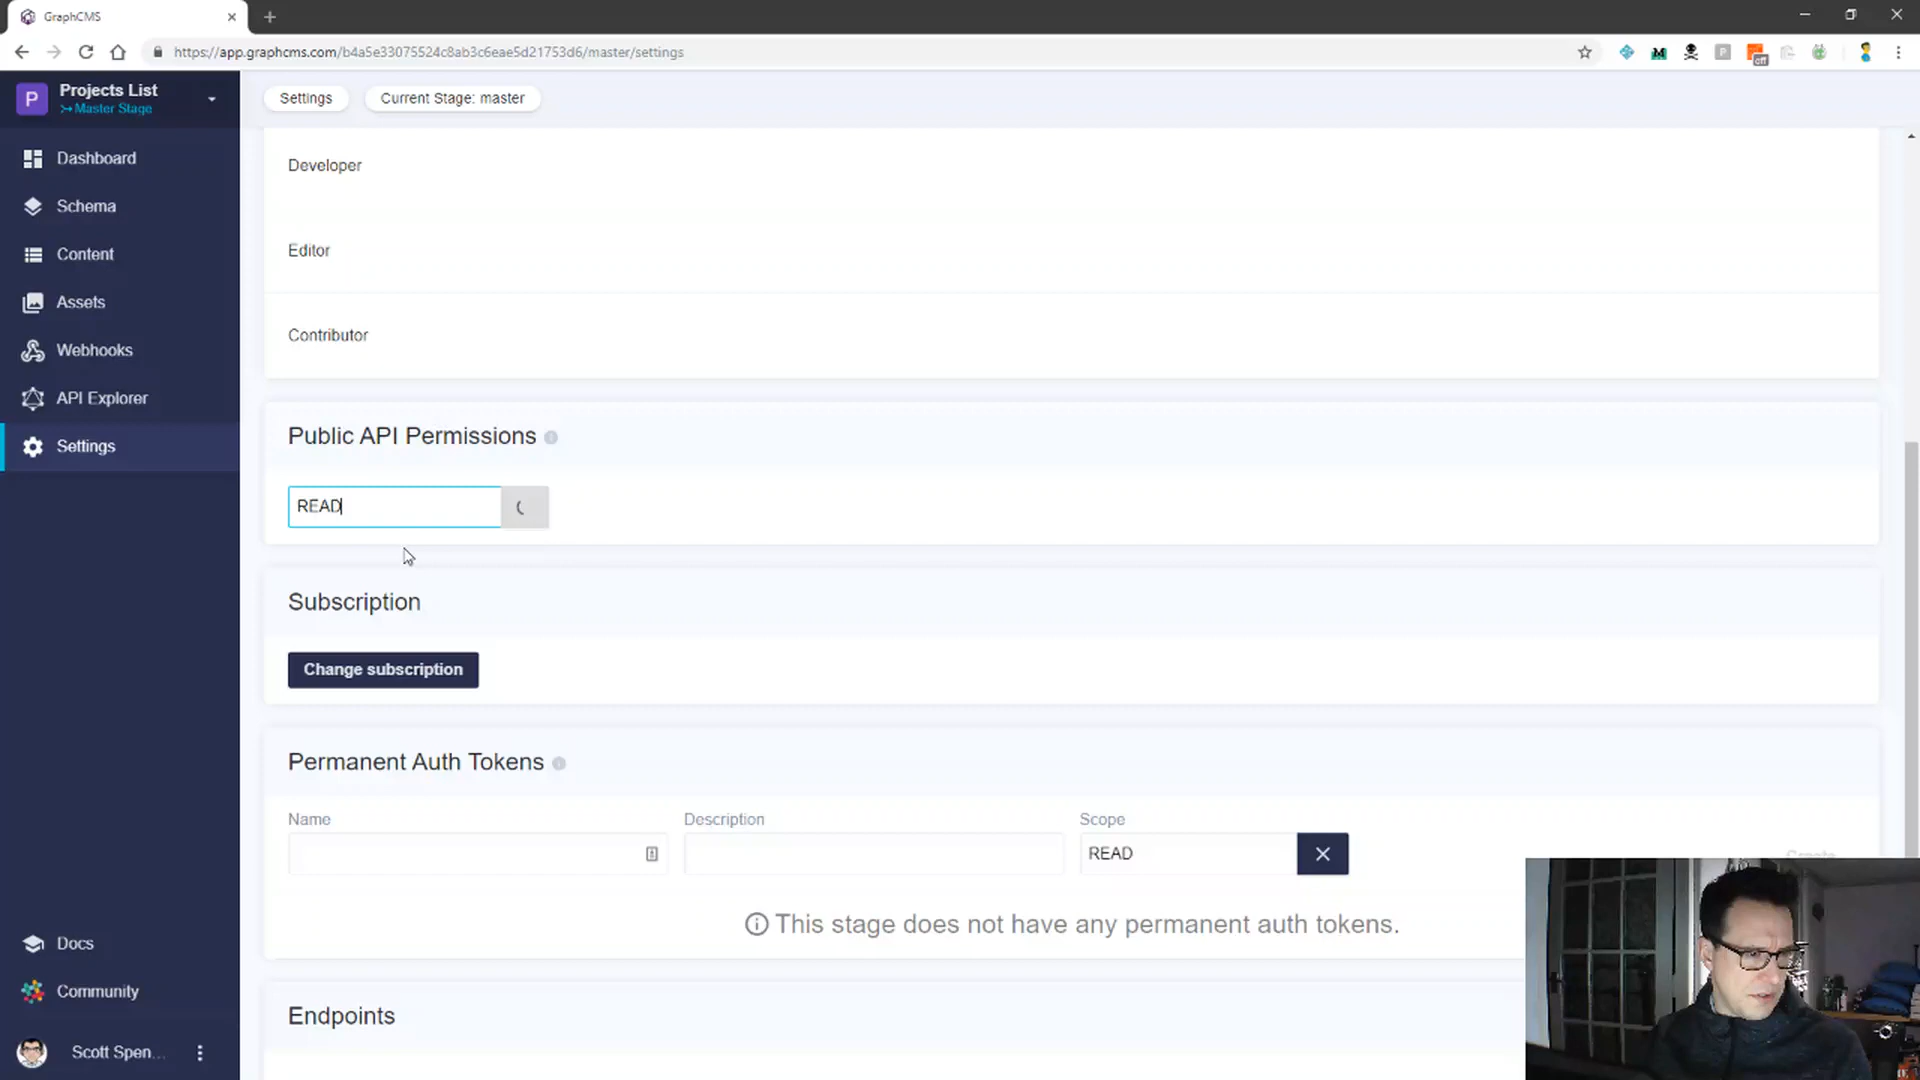 GraphCMS
https://app.graphcms.com/b4a5e33075524c8ab3c6eae5d21753d6/master/settings
off
P
Projects List
Master Stage
Settings
Current Stage: master
Dashboard
Schema
Content
Assets
Webhooks
API Explorer
Settings
Docs
Community
Scott Spen...
Developer
Editor
Contributor
Public API Permissions
READ
Subscription
Change subscription
Permanent Auth Tokens
Name
Description
Scope
READ
Create
This stage does not have any permanent auth tokens.
Endpoints